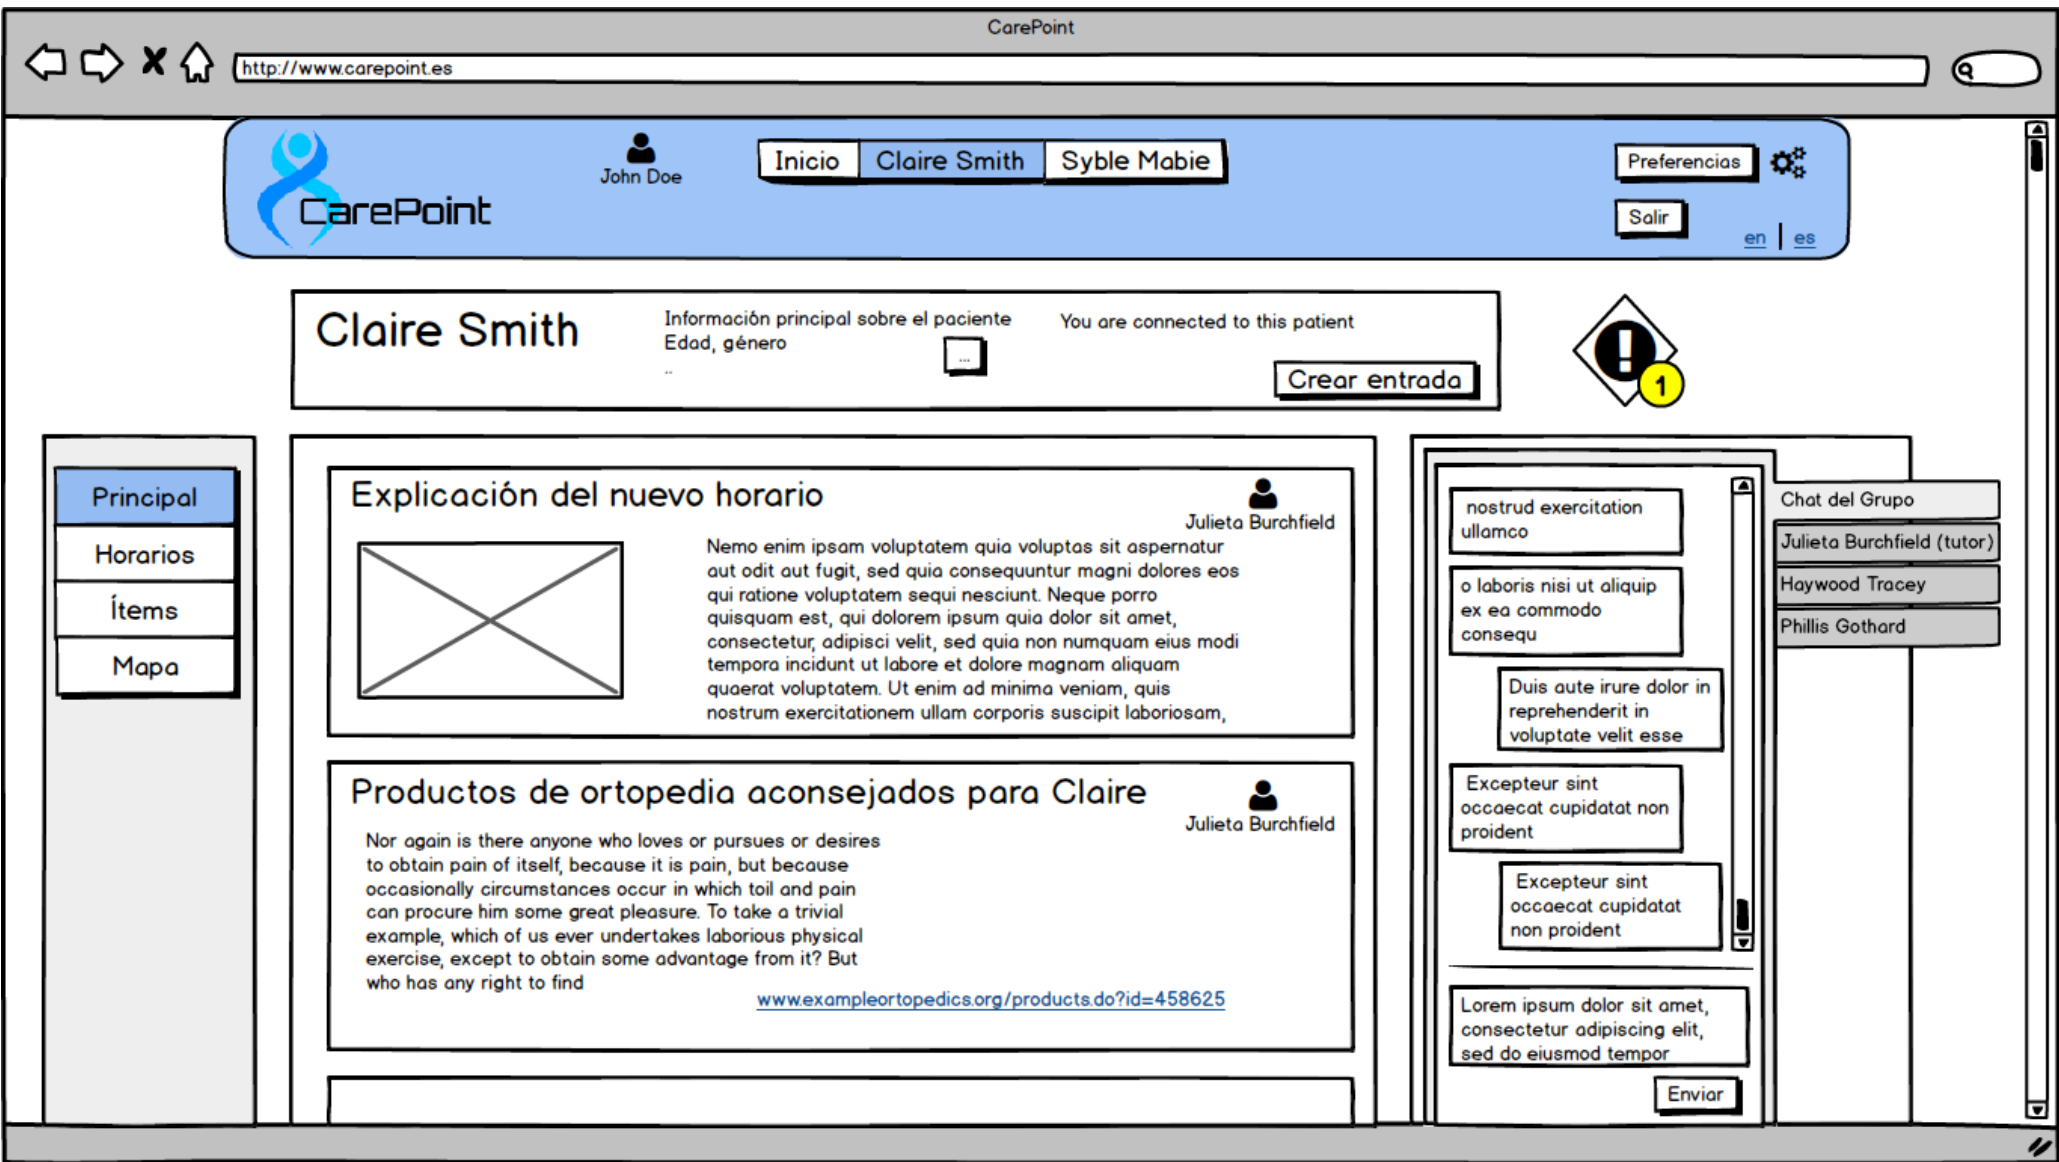 CarePoint
http://www.carepoint.es
CarePoint
John Doe
Inicio
Claire Smith
Syble Mabie
Preferencias
Salir
en | es
Claire Smith
Información principal sobre el paciente
Edad, género
..
...
You are connected to this patient
Crear entrada
1
Principal
Horarios
Ítems
Mapa
Explicación del nuevo horario
Julieta Burchfield
Nemo enim ipsam voluptatem quia voluptas sit aspernatur
aut odit aut fugit, sed quia consequuntur magni dolores eos
qui ratione voluptatem sequi nesciunt. Neque porro
quisquam est, qui dolorem ipsum quia dolor sit amet,
consectetur, adipisci velit, sed quia non numquam eius modi
tempora incidunt ut labore et dolore magnam aliquam
quaerat voluptatem. Ut enim ad minima veniam, quis
nostrum exercitationem ullam corporis suscipit laboriosam,
Productos de ortopedia aconsejados para Claire
Julieta Burchfield
Nor again is there anyone who loves or pursues or desires
to obtain pain of itself, because it is pain, but because
occasionally circumstances occur in which toil and pain
can procure him some great pleasure. To take a trivial
example, which of us ever undertakes laborious physical
exercise, except to obtain some advantage from it? But
who has any right to find
www.exampleortopedics.org/products.do?id=458625
nostrud exercitation
ullamco
o laboris nisi ut aliquip
ex ea commodo
consequ
Duis aute irure dolor in
reprehenderit in
voluptate velit esse
Excepteur sint
occaecat cupidatat non
proident
Excepteur sint
occaecat cupidatat
non proident
Lorem ipsum dolor sit amet,
consectetur adipiscing elit,
sed do eiusmod tempor
Enviar
Chat del Grupo
Julieta Burchfield (tutor)
Haywood Tracey
Phillis Gothard